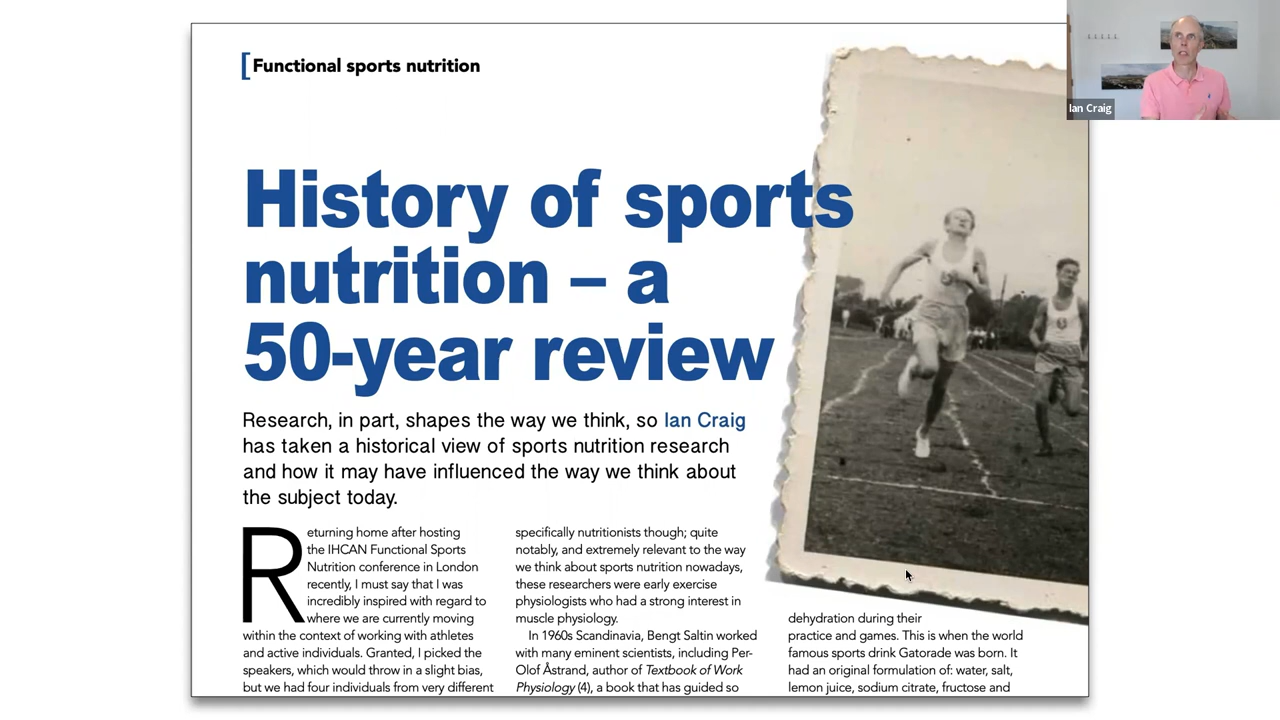 Functional sports nutrition
Ian Craig
History of sports
nutrition – a
50-year review
Research, in part, shapes the way we think, so Ian Craig
has taken a historical view of sports nutrition research
and how it may have influenced the way we think about
the subject today.
Returning home after hosting
the IHCAN Functional Sports
Nutrition conference in London
recently, I must say that I was
incredibly inspired with regard to
where we are currently moving
within the context of working with athletes
and active individuals. Granted, I picked the
speakers, which would throw in a slight bias,
but we had four individuals from very different
specifically nutritionists though; quite
notably, and extremely relevant to the way
we think about sports nutrition nowadays,
these researchers were early exercise
physiologists who had a strong interest in
muscle physiology.
In 1960s Scandinavia, Bengt Saltin worked
with many eminent scientists, including Per-
Olof Åstrand, author of Textbook of Work
Physiology (4), a book that has guided so
dehydration during their
practice and games. This is when the world
famous sports drink Gatorade was born. It
had an original formulation of: water, salt,
lemon juice, sodium citrate, fructose and